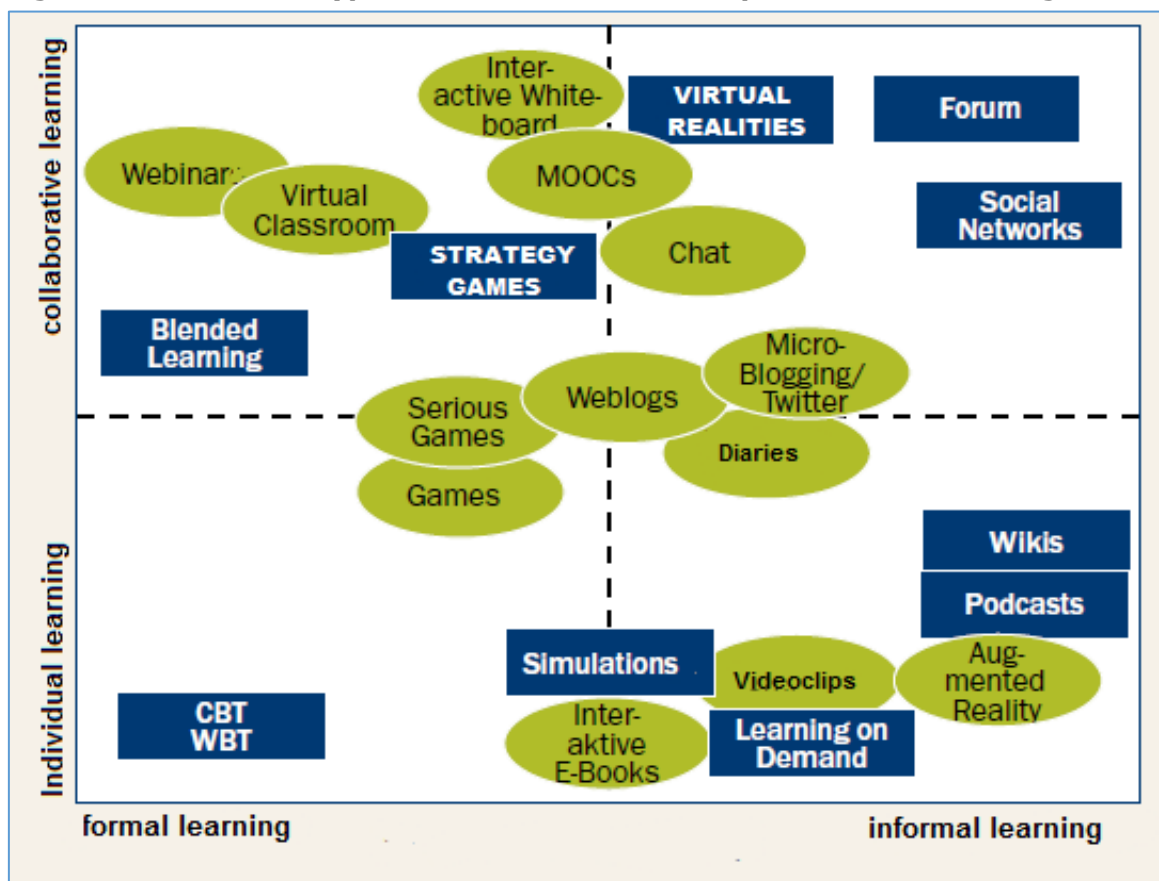 collaborative learning
Individual learning
Inter-
active White-
board
VIRTUAL
REALITIES
Forum
Webinars
Virtual
Classroom
MOOCs
Social
Networks
STRATEGY
GAMES
Chat
Blended
Learning
Micro-
Blogging/
Twitter
Weblogs
Serious
Games
Diaries
Games
Wikis
Podcasts
Simulations
Videoclips
Aug-
mented
Reality
CBT
WBT
Inter-
aktive
E-Books
Learning on
Demand
formal learning
informal learning